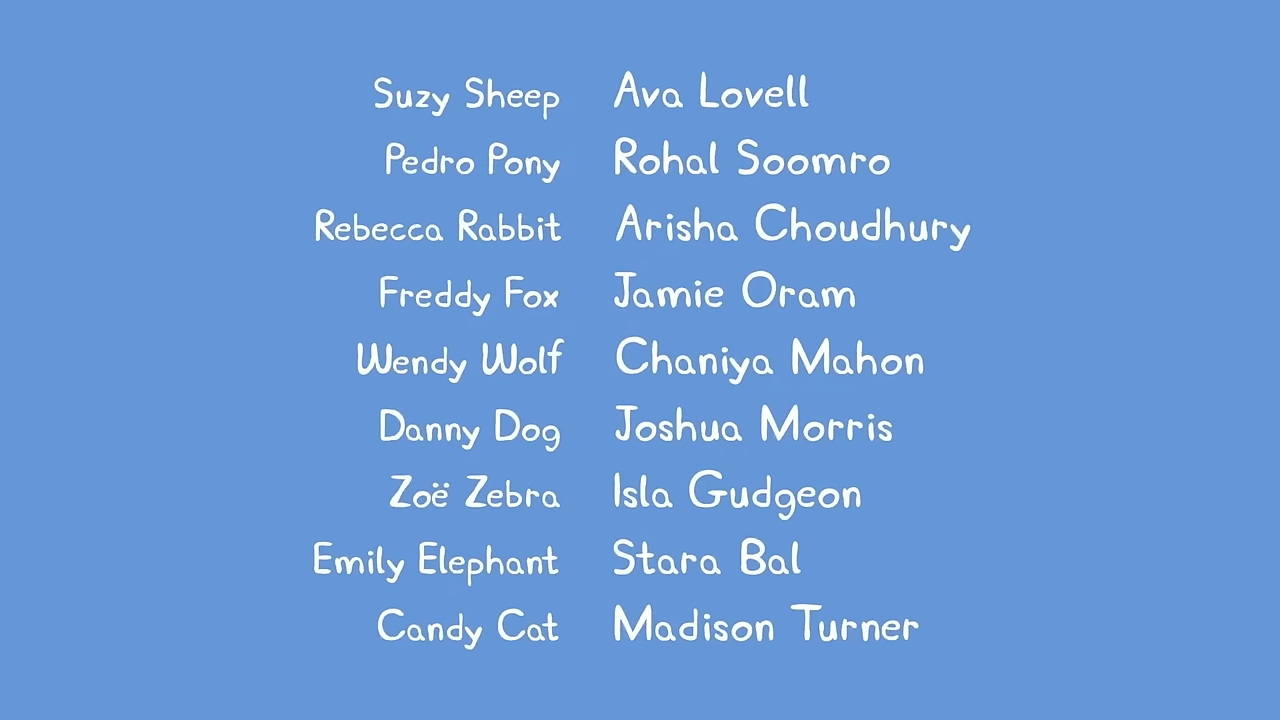 Suzy Sheep Ava Lovell
Pedro Pony Rohal Soomro
Rebecca Rabbit Arisha Choudhury
Freddy Fox Jamie Oram
Wendy Wolf Chaniya Mahon
Danny Dog Joshua Morris
Zoë Zebra Isla Gudgeon
Emily Elephant Stara Bal
Candy Cat Madison Turner